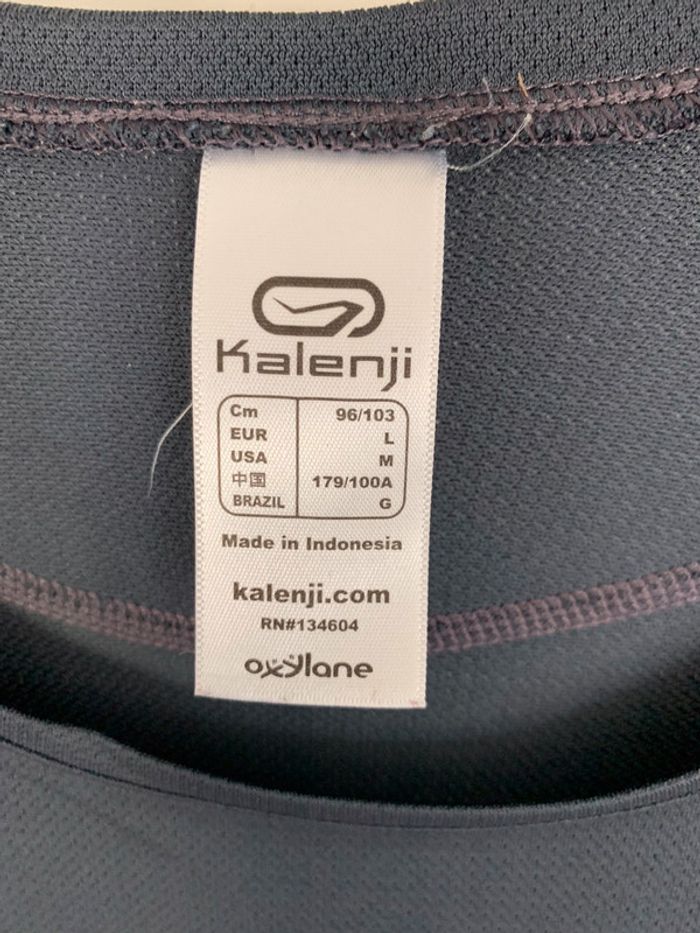 Kalenji
Cm 96/103
EUR L
USA M
中国 179/100A
BRAZIL G
Made in Indonesia
kalenji.com
RN#134604
oxylane